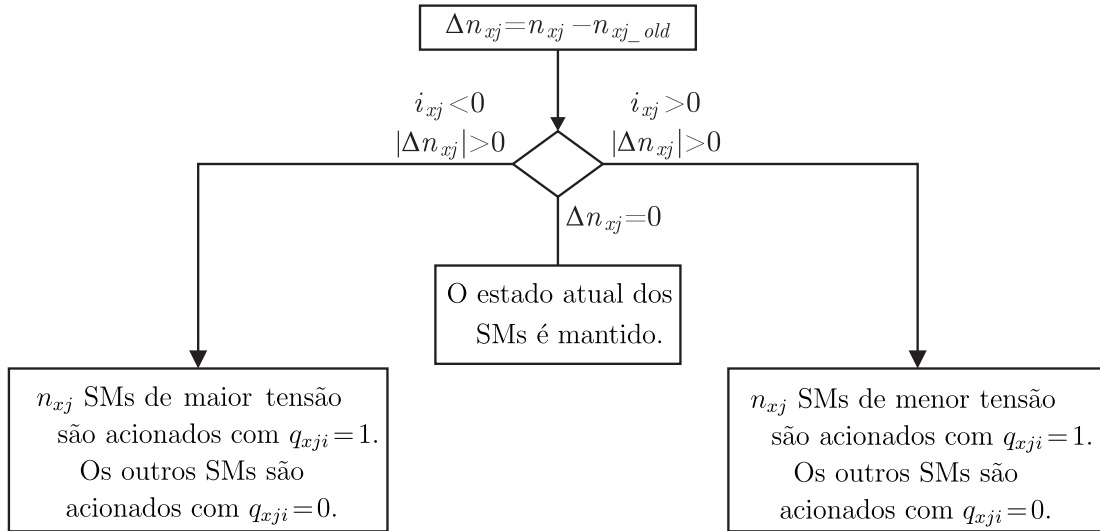 Δn_xj=n_xj−n_xj_old
i_xj<0
|Δn_xj|>0
i_xj>0
|Δn_xj|>0
Δn_xj=0
O estado atual dos
SMs é mantido.
n_xj SMs de maior tensão
são acionados com q_xji=1.
Os outros SMs são
acionados com q_xji=0.
n_xj SMs de menor tensão
são acionados com q_xji=1.
Os outros SMs são
acionados com q_xji=0.